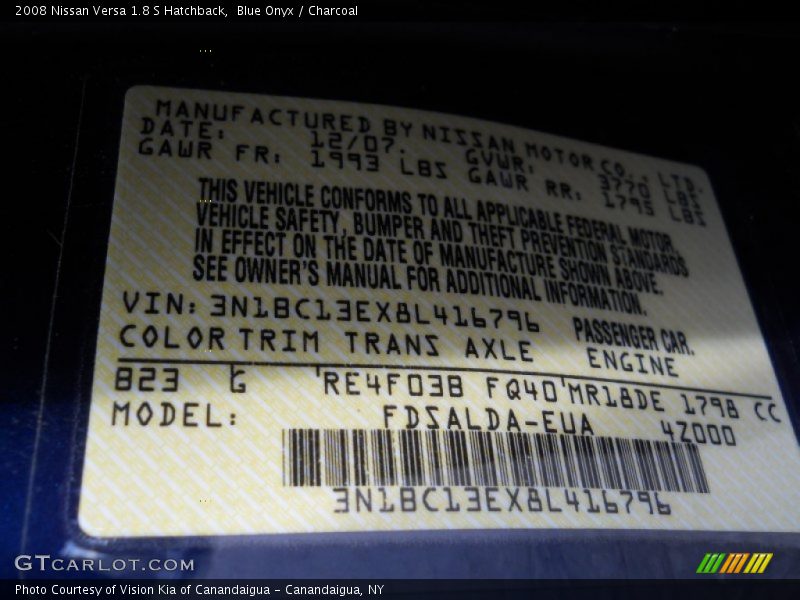 2008 Nissan Versa 1.8 S Hatchback,  Blue Onyx / Charcoal
MANUFACTURED BY NISSAN MOTOR CO., LTD.
DATE: 12/07. GVWR: 3770 LBS
GAWR FR: 1993 LBS GAWR RR: 1795 LBS
THIS VEHICLE CONFORMS TO ALL APPLICABLE FEDERAL MOTOR
VEHICLE SAFETY, BUMPER AND THEFT PREVENTION STANDARDS
IN EFFECT ON THE DATE OF MANUFACTURE SHOWN ABOVE.
SEE OWNER'S MANUAL FOR ADDITIONAL INFORMATION.
VIN: 3N1BC13EX8L416796 PASSENGER CAR.
COLOR TRIM TRANS AXLE ENGINE
B23 G RE4F03B FQ40 MR18DE 1798 CC
MODEL: FDSALDA-EUA 4Z000
3N1BC13EX8L416796
GTCARLOT.COM
Photo Courtesy of Vision Kia of Canandaigua - Canandaigua, NY